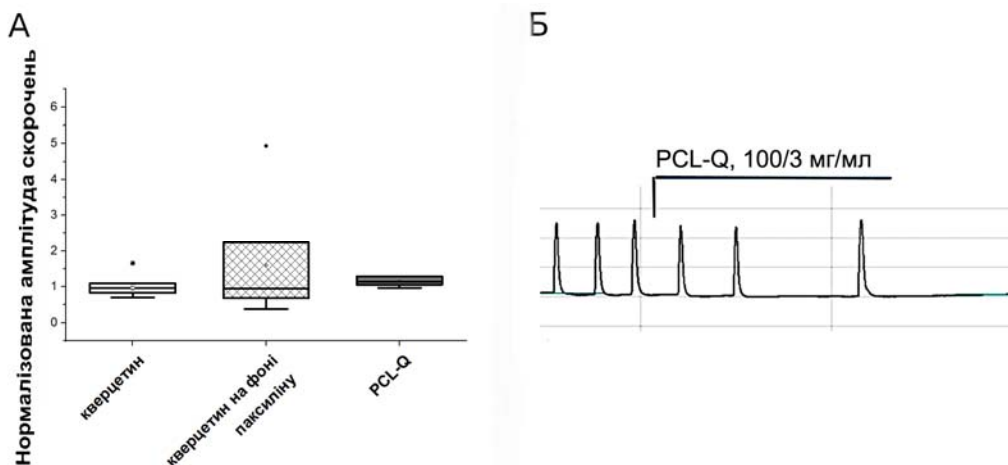 А
Нормалізована амплітуда скорочень
6
5
4
3
2
1
0
кверцетин
кверцетин на фоні
паксиліну
PCL-Q
Б
PCL-Q, 100/3 мг/мл